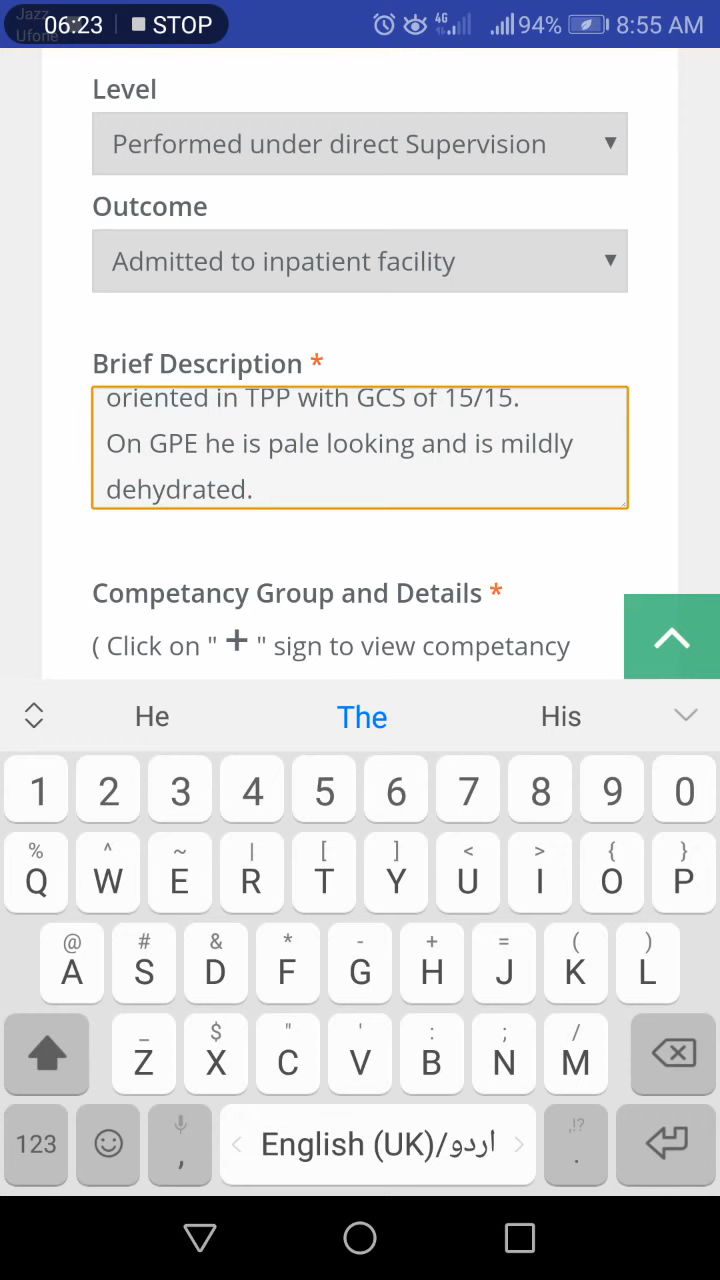 Jazz
Ufone
06:23 STOP 4G 94% 8:55 AM
Level
Performed under direct Supervision
Outcome
Admitted to inpatient facility
Brief Description *
oriented in TPP with GCS of 15/15.
On GPE he is pale looking and is mildly
dehydrated.
Competancy Group and Details *
( Click on " + " sign to view competancy
He The His
1 2 3 4 5 6 7 8 9 0
% ^ ~ | [ ] < > { }
Q W E R T Y U I O P
@ # & * - + = ( )
A S D F G H J K L
_ $ " ' : ; /
Z X C V B N M
123 , English (UK)/اردو ,!? .